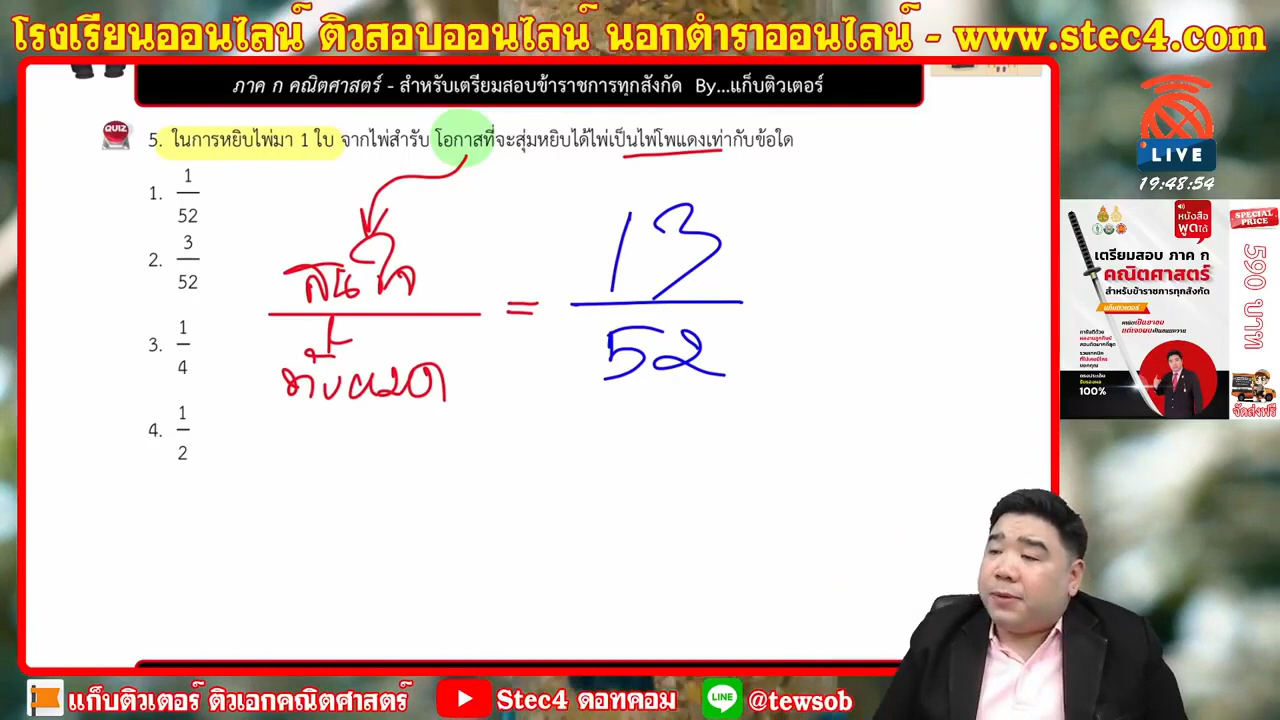 โรงเรียนออนไลน์ ติวสอบออนไลน์ นอกตำราออนไลน์ - www.stec4.com
ภาค ก คณิตศาสตร์ - สำหรับเตรียมสอบข้าราชการทุกสังกัด By...แก็บติวเตอร์
QUIZ
5. ในการหยิบไพ่มา 1 ใบ จากไพ่สำรับ โอกาสที่จะสุ่มหยิบได้ไพ่เป็นไพ่โพแดงเท่ากับข้อใด
1. 1/52
2. 3/52
3. 1/4
4. 1/2
สนใจ
ทั้งหมด
=
13
52
LIVE
19:48:54
หนังสือ
พูดได้
SPECIAL
PRICE
เตรียมสอบ ภาค ก
คณิตศาสตร์
สำหรับข้าราชการทุกสังกัด
แก็บติวเตอร์
100%
590 บาท
จัดส่งฟรี
แก็บติวเตอร์ ติวเอกคณิตศาสตร์
Stec4 ดอทคอม
LINE
@tewsob